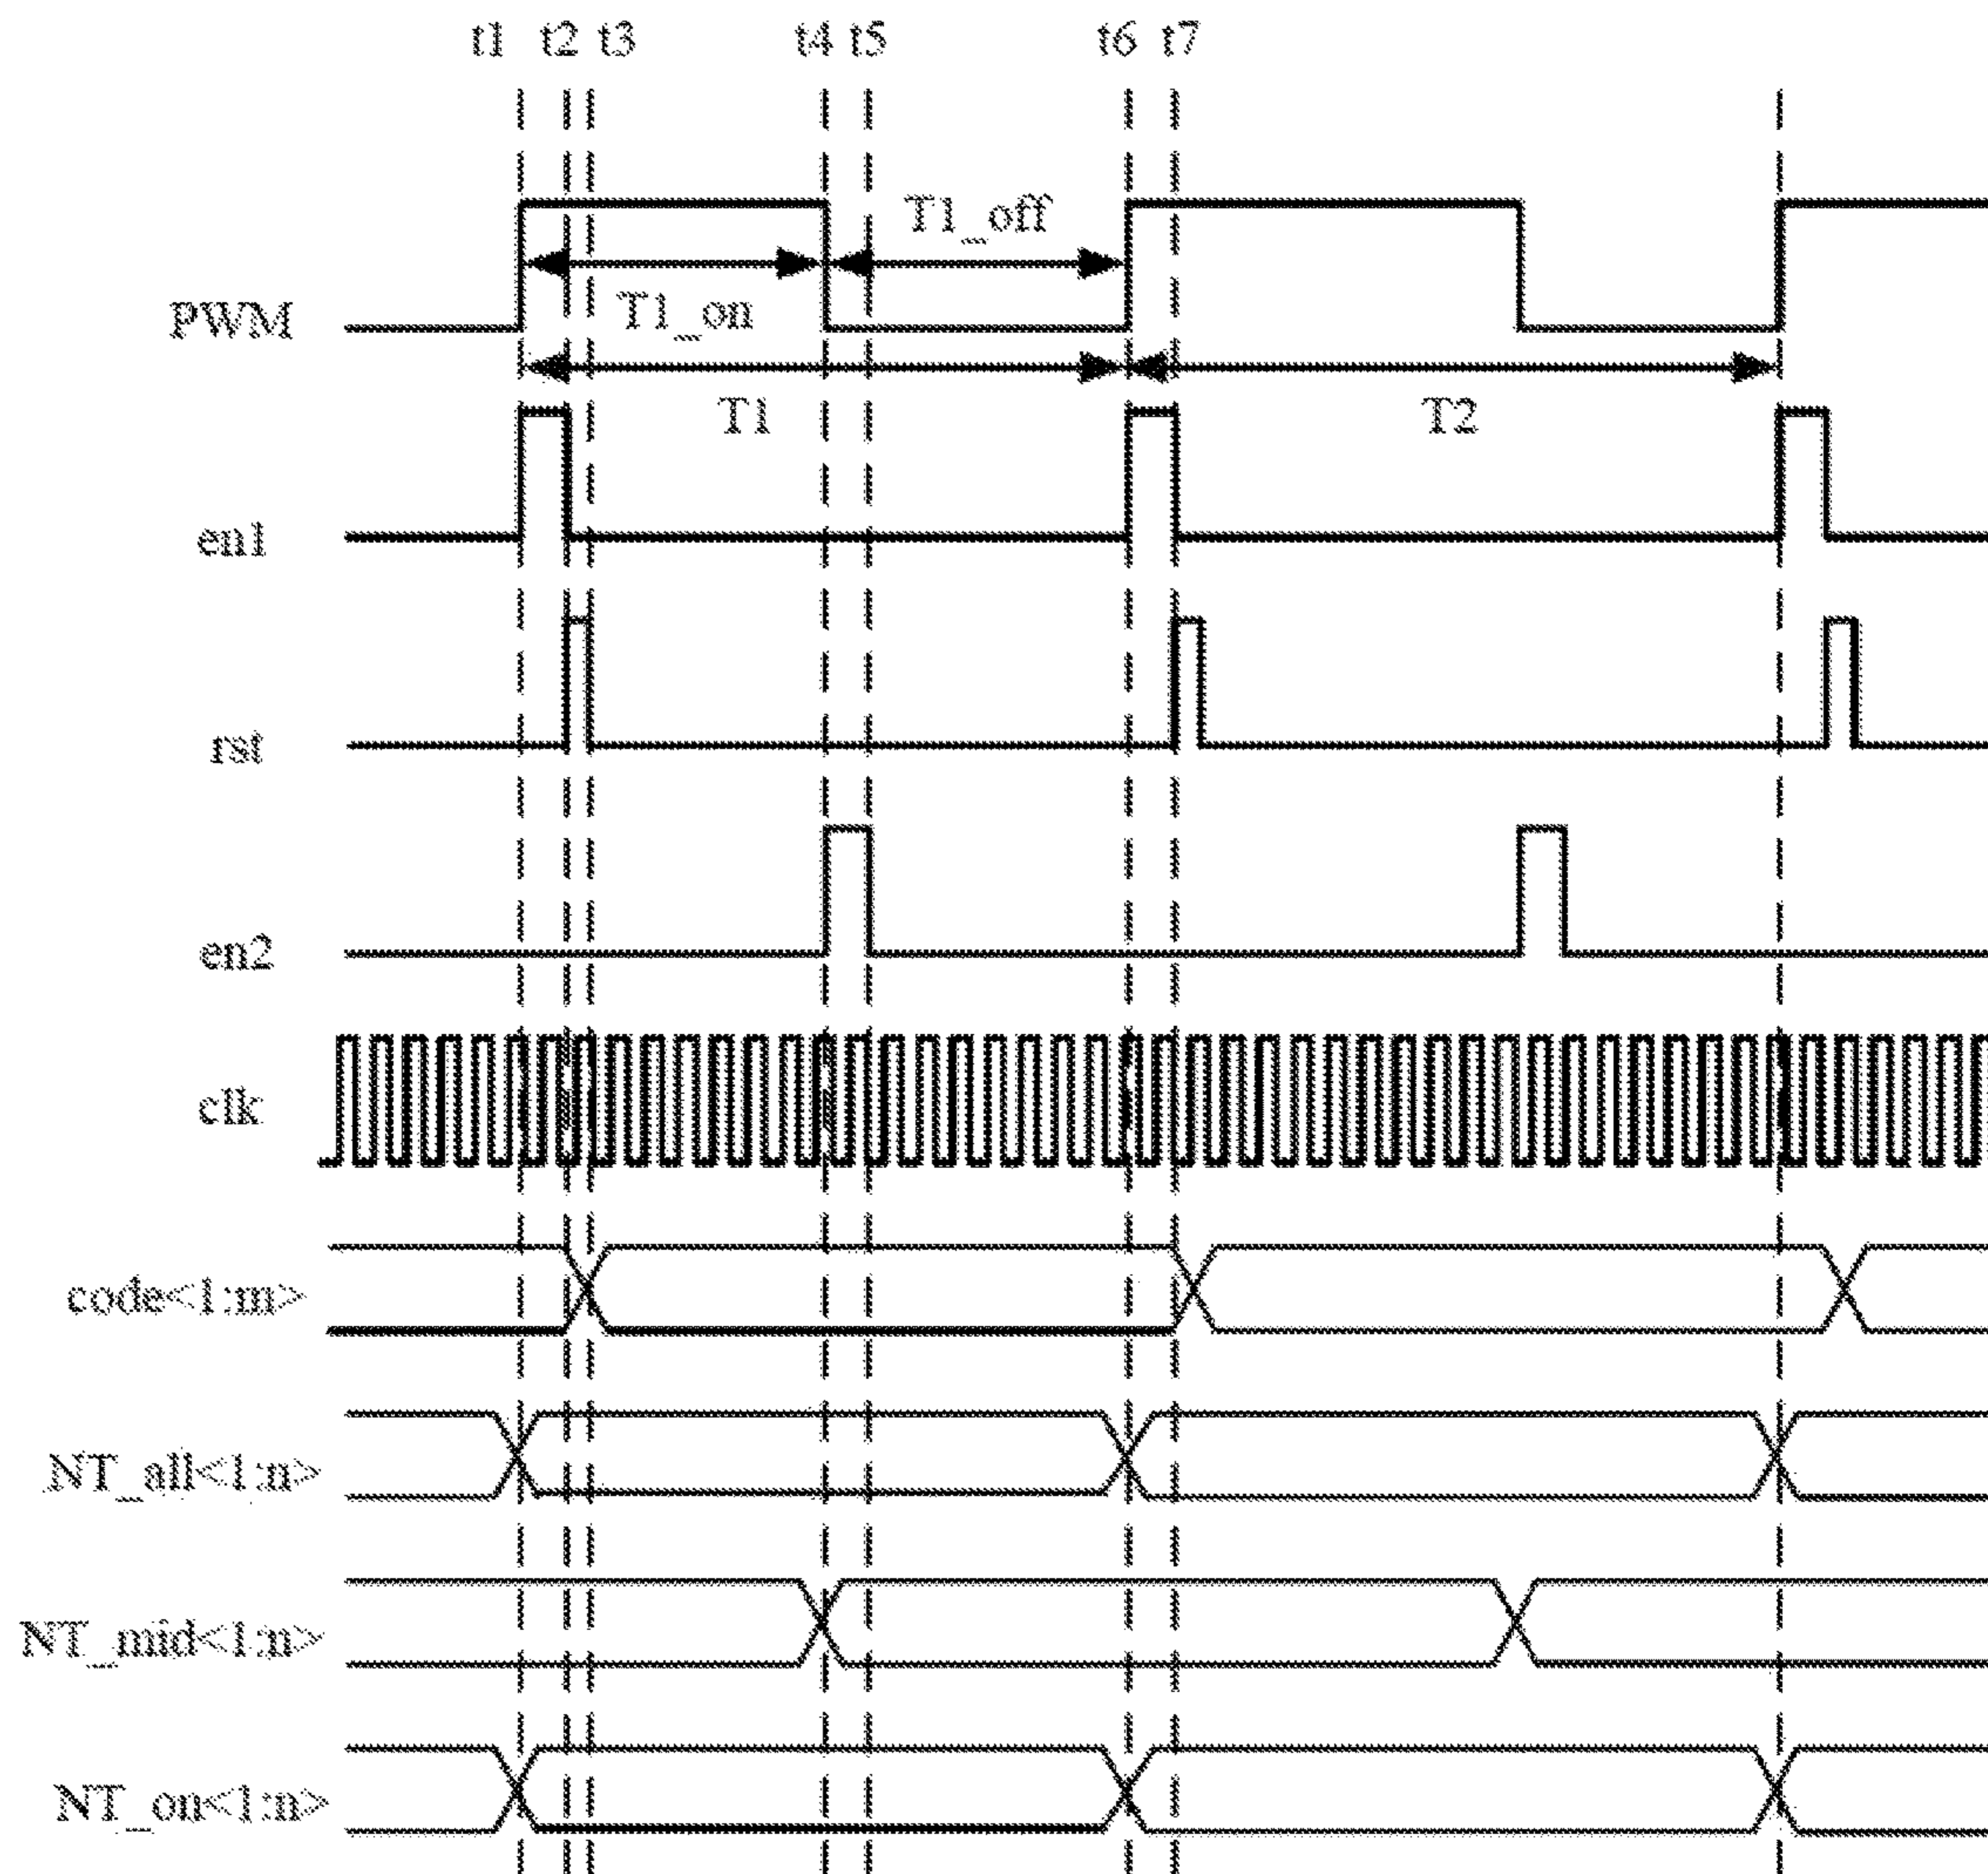 t1 t2 t3 t4 t5 t6 t7
T1_off
PWM T1_on
T1 T2
en1
rst
en2
clk
code<1:m>
NT_all<1:n>
NT_mid<1:n>
NT_on<1:n>